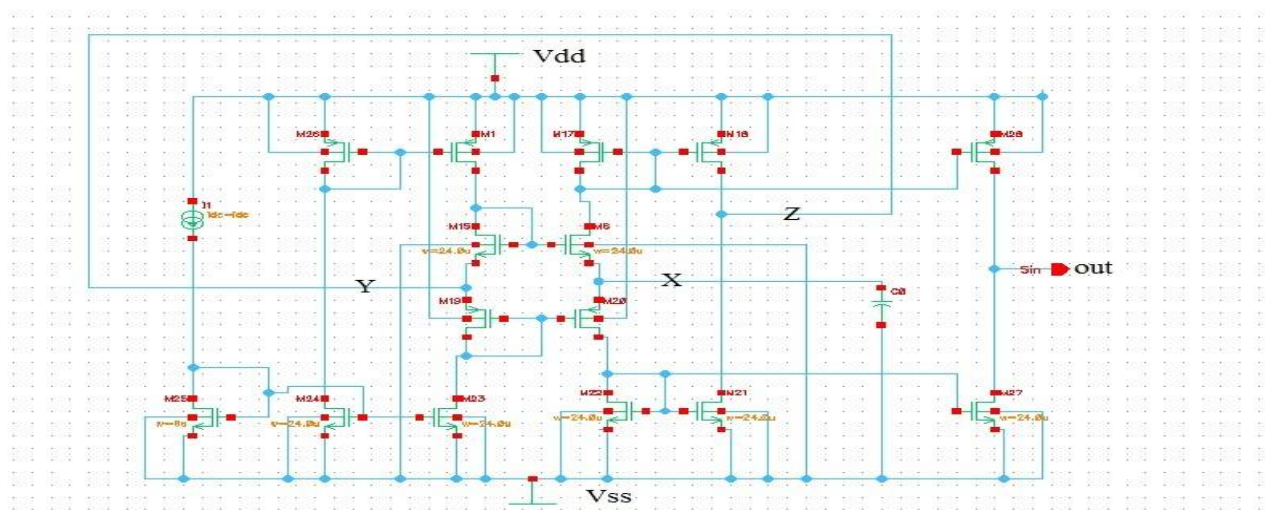 Vdd
M26
M1
M17
M18
M28
I1
idc=idc
Z
M15
w=24.0u
M6
w=24.0u
5in
out
Y
X
C0
M19
M20
M25
w=8u
M24
w=24.0u
M23
w=24.0u
M22
w=24.0u
M21
w=24.0u
M27
w=24.0u
Vss